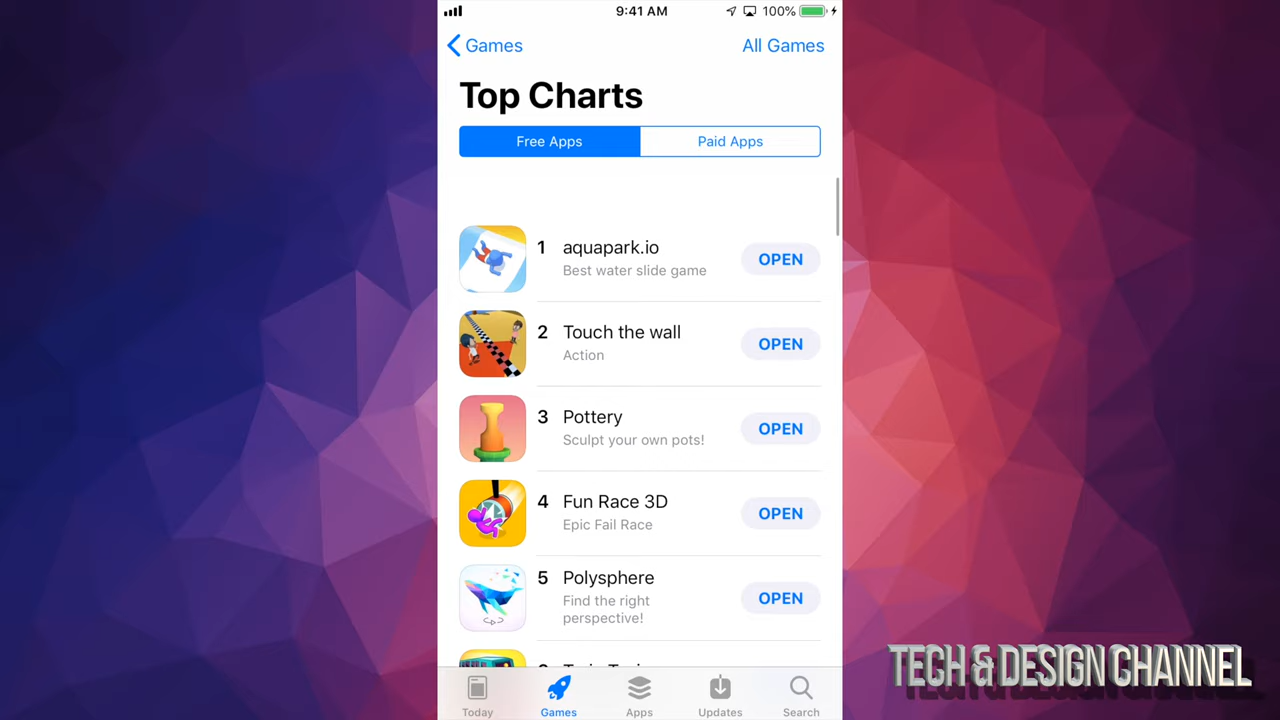 9:41 AM
100%
Games
All Games
Top Charts
Free Apps
Paid Apps
1
aquapark.io
Best water slide game
OPEN
2
Touch the wall
Action
OPEN
3
Pottery
Sculpt your own pots!
OPEN
4
Fun Race 3D
Epic Fail Race
OPEN
5
Polysphere
Find the right
perspective!
OPEN
Today
Games
Apps
Updates
Search
TECH & DESIGN CHANNEL